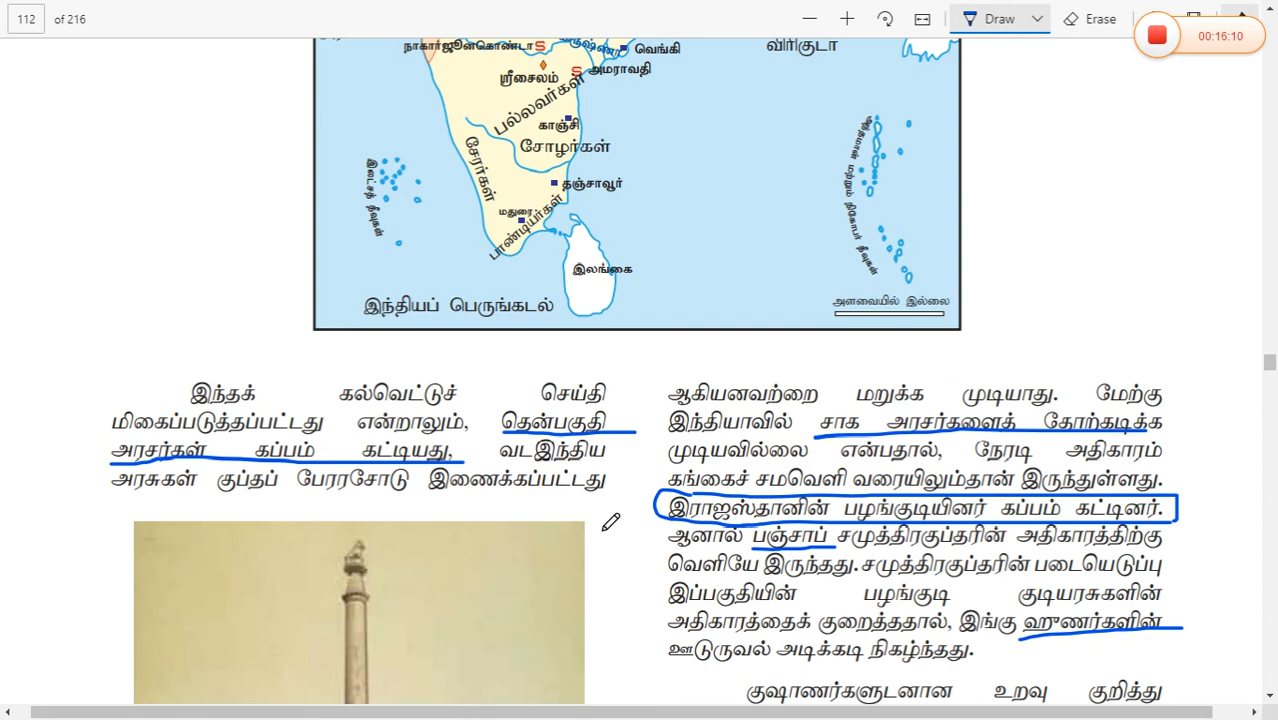 112 of 216
Draw
Erase
00:16:10
நாகார்ஜூன்கொண்டா S
வெங்கி
விரிகுடா
ஸ்ரீசைலம்
S அமராவதி
பல்லவர்கள்
காஞ்சி
சோழர்கள்
சேரர்கள்
தஞ்சாவூர்
மதுரை
பாண்டியர்கள்
இலங்கை
இந்தியப் பெருங்கடல்
அளவையில் இல்லை
இந்தக் கல்வெட்டுச் செய்தி
மிகைப்படுத்தப்பட்டது என்றாலும், தென்பகுதி
அரசர்கள் கப்பம் கட்டியது, வடஇந்திய
அரசுகள் குப்தப் பேரரசோடு இணைக்கப்பட்டது
ஆகியனவற்றை மறுக்க முடியாது. மேற்கு
இந்தியாவில் சாக அரசர்களைத் தோற்கடிக்க
முடியவில்லை என்பதால், நேரடி அதிகாரம்
கங்கைச் சமவெளி வரையிலும்தான் இருந்துள்ளது.
இராஜஸ்தானின் பழங்குடியினர் கப்பம் கட்டினர்.
ஆனால் பஞ்சாப் சமுத்திரகுப்தரின் அதிகாரத்திற்கு
வெளியே இருந்தது. சமுத்திரகுப்தரின் படையெடுப்பு
இப்பகுதியின் பழங்குடி குடியரசுகளின்
அதிகாரத்தைக் குறைத்ததால், இங்கு ஹுணர்களின்
ஊடுருவல் அடிக்கடி நிகழ்ந்தது.
குஷாணர்களுடனான உறவு குறித்து